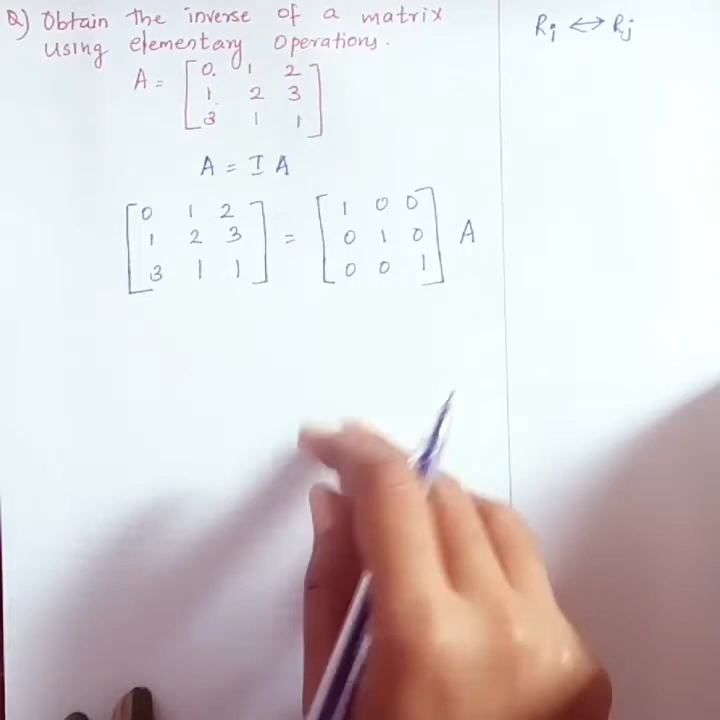 Q) Obtain the inverse of a matrix
using elementary operations.
A = [ 0 1 2
1 2 3
3 1 1 ]
A = I A
[ 0 1 2
1 2 3
3 1 1 ] = [ 1 0 0
0 1 0
0 0 1 ] A
Ri ↔ Rj